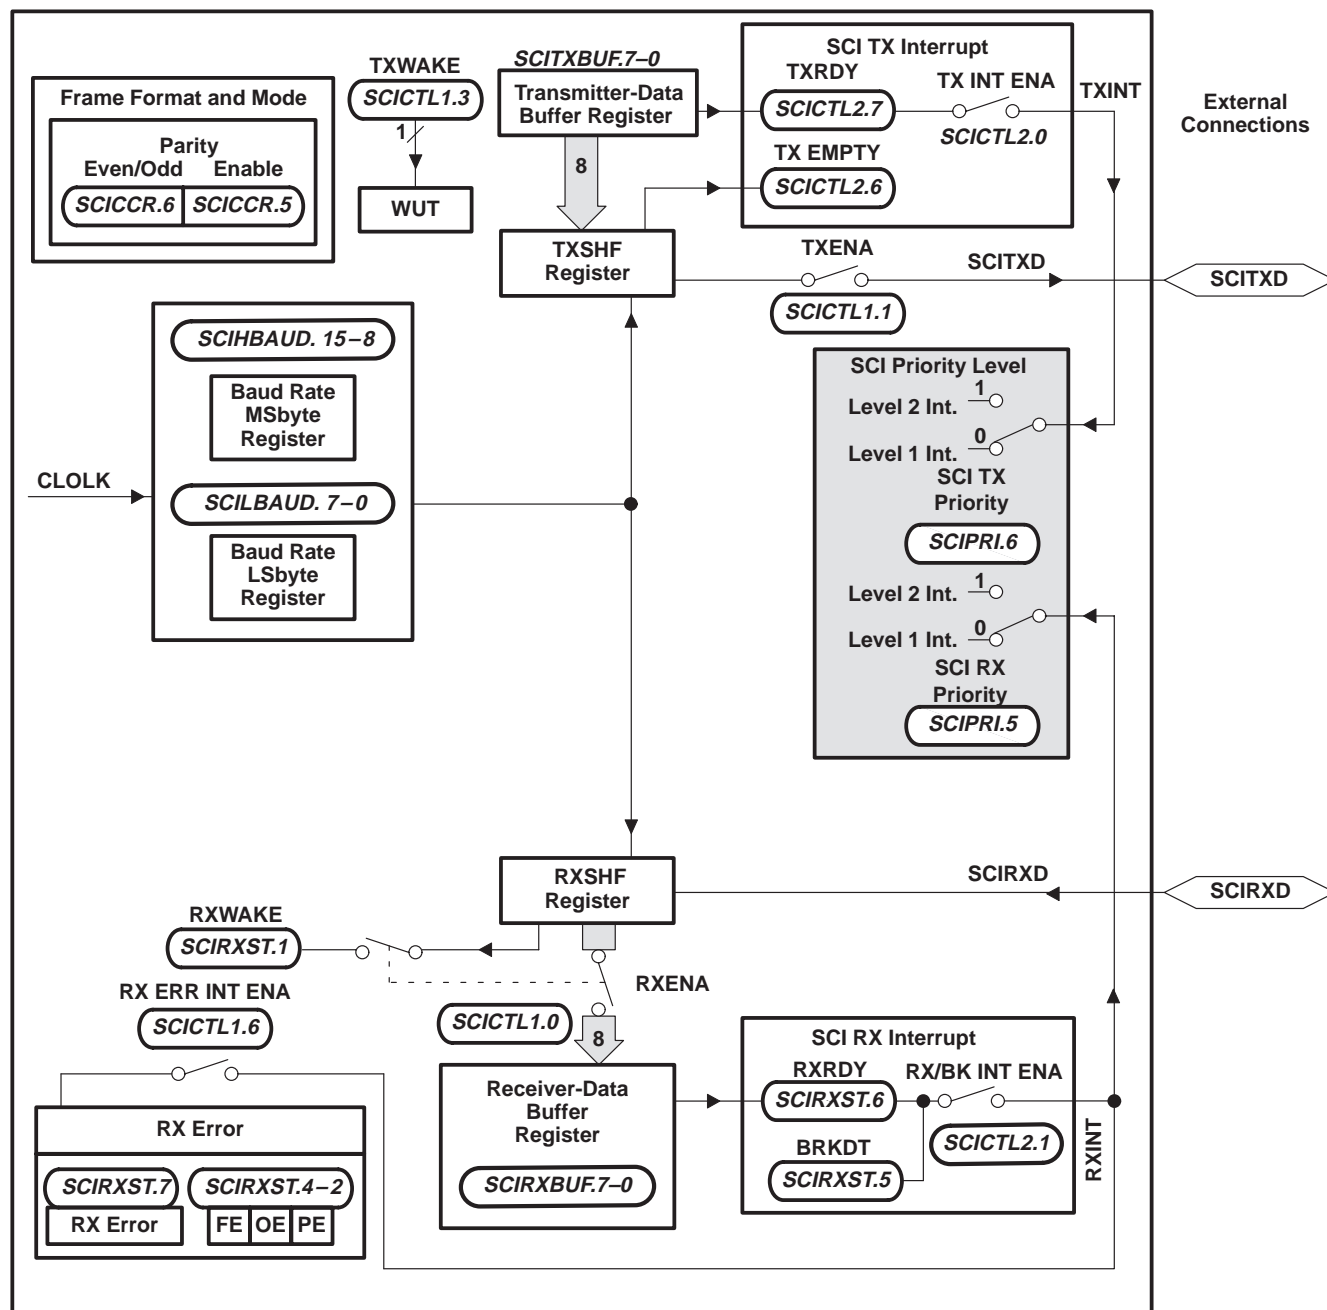 SCI TX Interrupt
SCITXBUF.7–0
TXWAKE
TXRDY
TX INT ENA
TXINT
Frame Format and Mode
SCICTL1.3
Transmitter-Data
Buffer Register
SCICTL2.7
SCICTL2.0
External
Connections
1
Parity
Even/Odd
Enable
TX EMPTY
8
SCICCR.6
SCICCR.5
WUT
SCICTL2.6
TXSHF
Register
TXENA
SCITXD
SCITXD
SCICTL1.1
SCIHBAUD. 15–8
Baud Rate
MSbyte
Register
SCI Priority Level
1
Level 2 Int.
0
Level 1 Int.
SCI TX
Priority
SCIPRI.6
CLOLK
SCILBAUD. 7–0
Baud Rate
LSbyte
Register
1
Level 2 Int.
0
Level 1 Int.
SCI RX
Priority
SCIPRI.5
RXSHF
Register
SCIRXD
SCIRXD
RXWAKE
SCIRXST.1
RX ERR INT ENA
RXENA
SCICTL1.6
SCICTL1.0
8
SCI RX Interrupt
RXRDY
RX/BK INT ENA
Receiver-Data
Buffer
Register
SCIRXST.6
RX Error
BRKDT
SCICTL2.1
RXINT
SCIRXST.7
SCIRXST.4–2
SCIRXBUF.7–0
SCIRXST.5
RX Error
FE OE PE